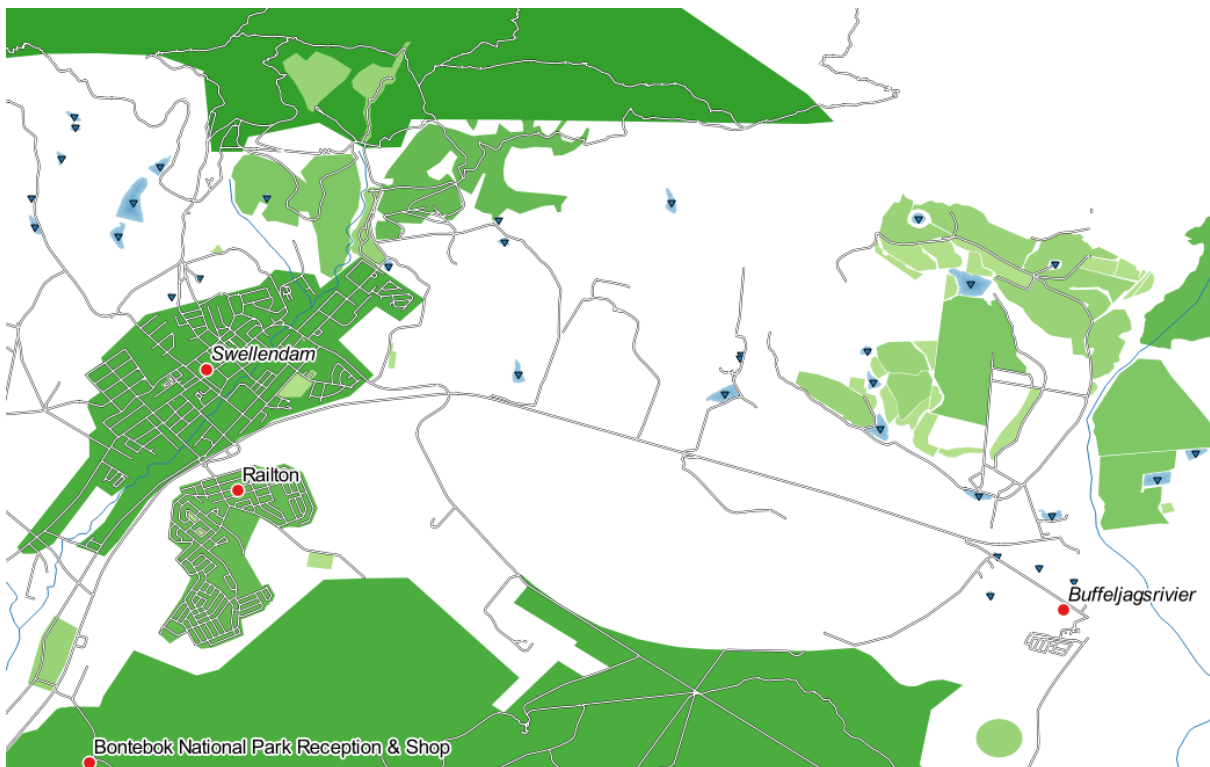 Swellendam
Railton
Buffeljagsrivier
Bontebok National Park Reception & Shop